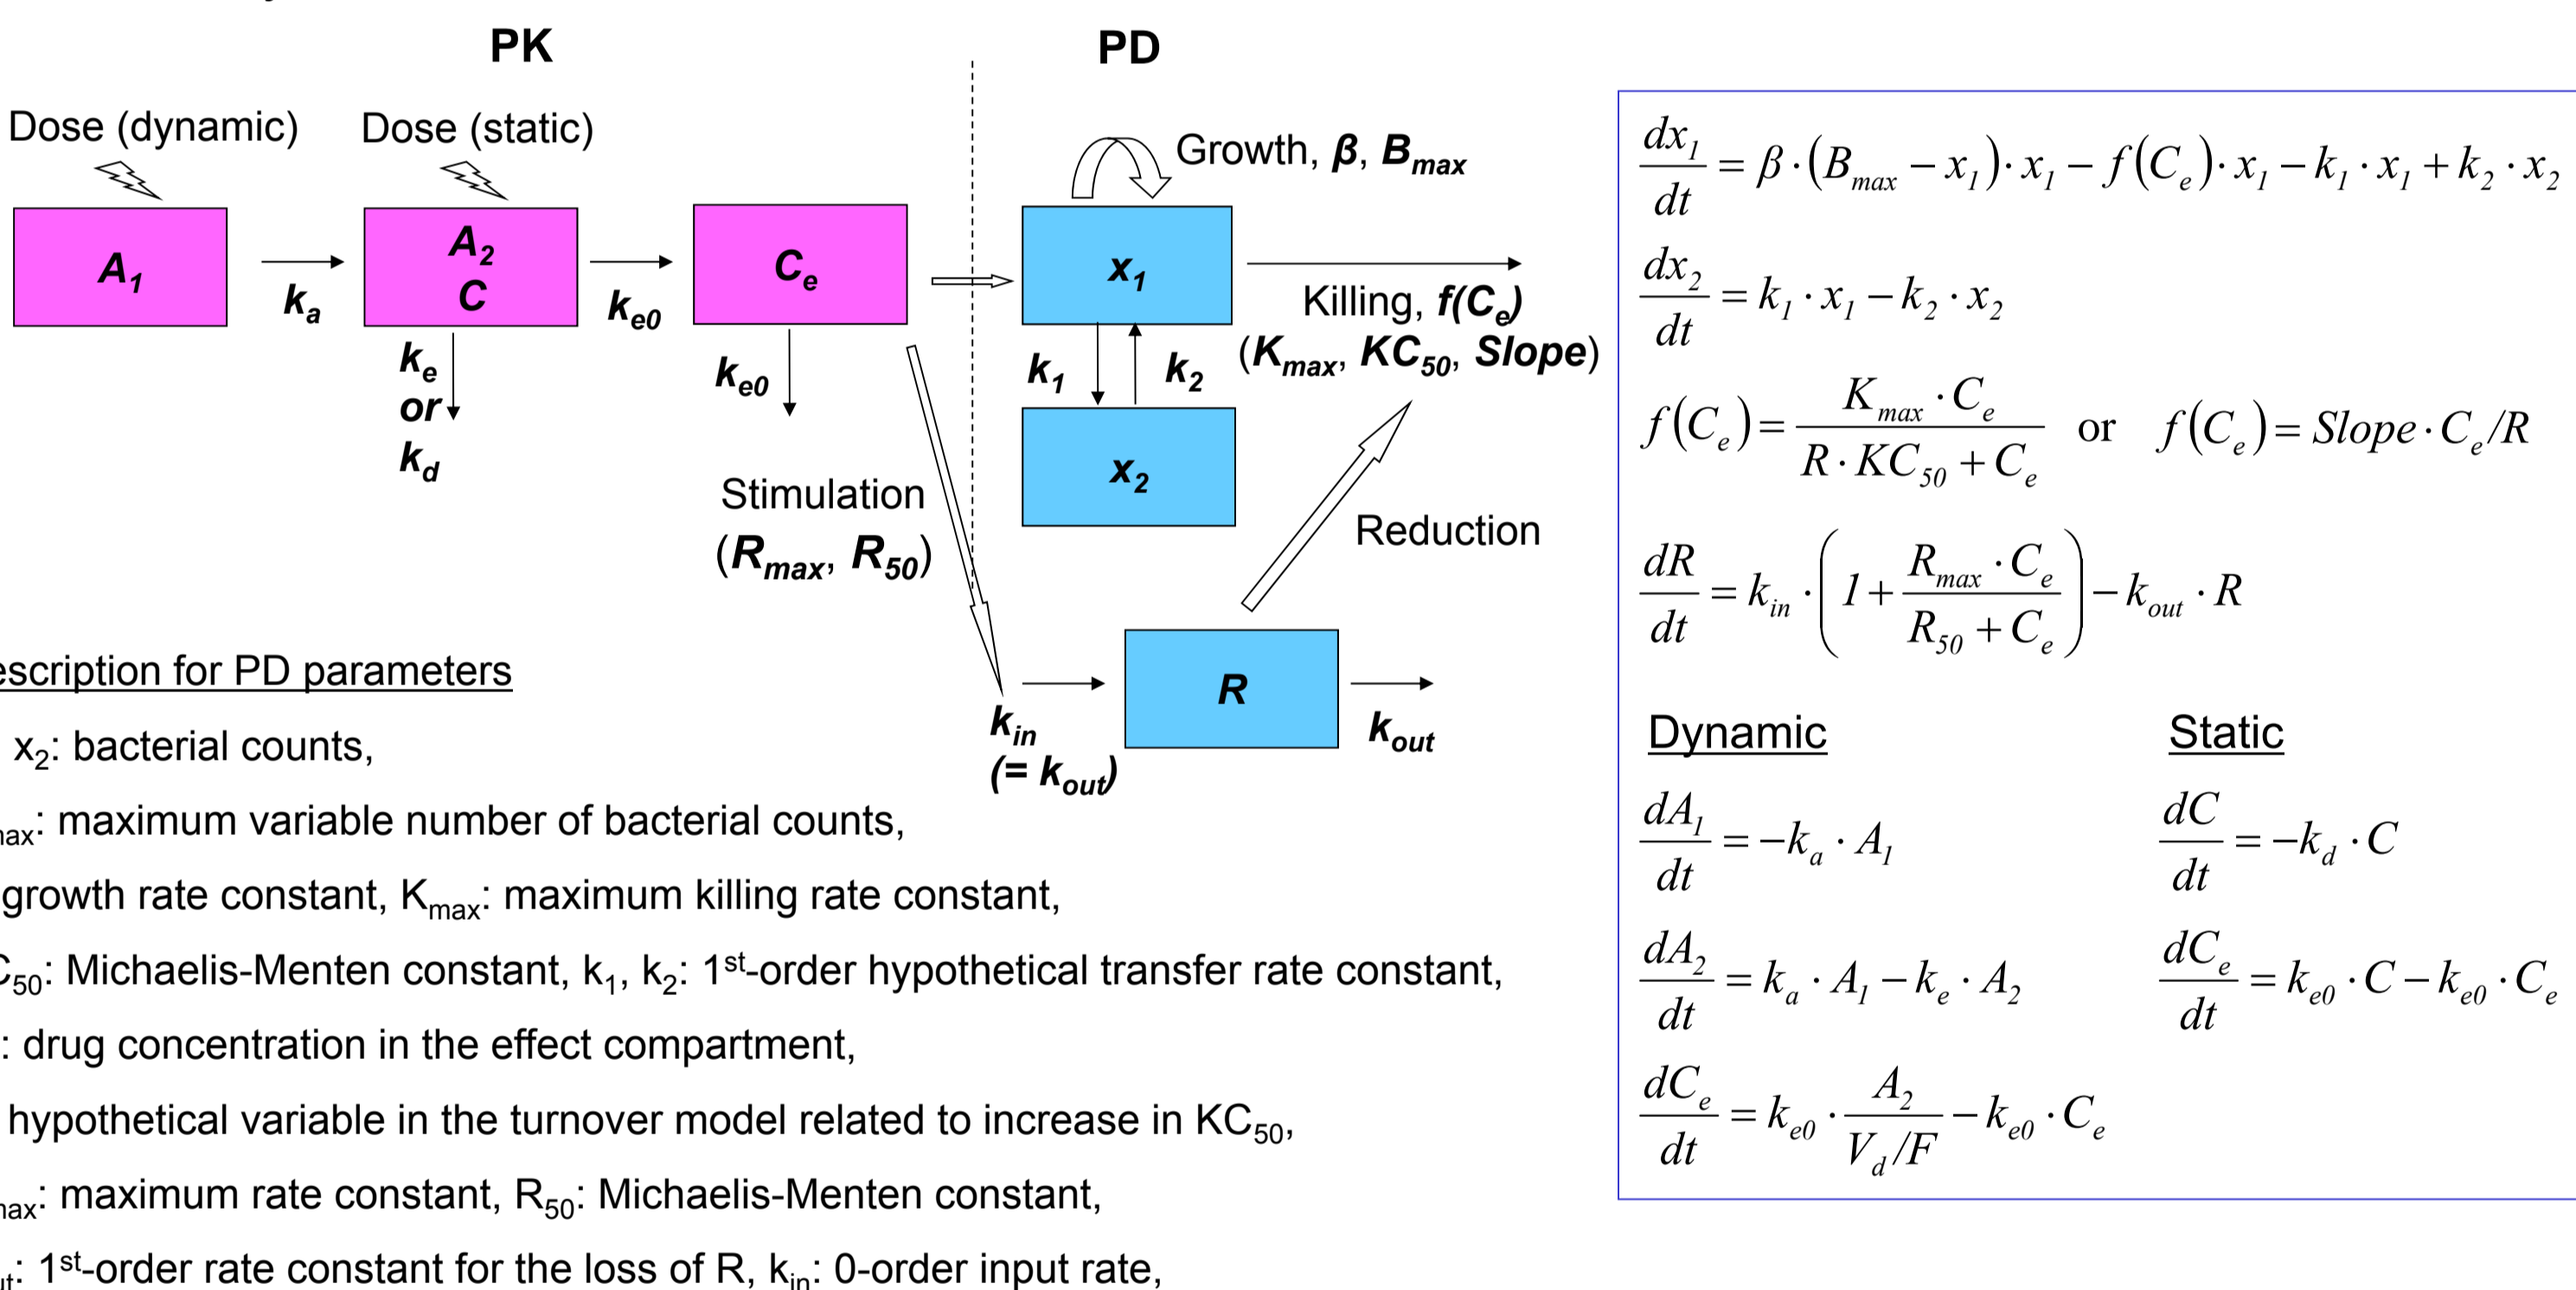 PK
PD
Dose (dynamic)
Dose (static)
Growth, β, Bmax
A1
ka
A2
C
ke0
Ce
x1
Killing, f(Ce)
(Kmax, KC50, Slope)
ke
or
kd
ke0
k1
k2
x2
Stimulation
(Rmax, R50)
Reduction
kin
(= kout)
R
kout
escription for PD parameters
x2: bacterial counts,
max: maximum variable number of bacterial counts,
growth rate constant, Kmax: maximum killing rate constant,
C50: Michaelis-Menten constant, k1, k2: 1st-order hypothetical transfer rate constant,
: drug concentration in the effect compartment,
hypothetical variable in the turnover model related to increase in KC50,
max: maximum rate constant, R50: Michaelis-Menten constant,
ut: 1st-order rate constant for the loss of R, kin: 0-order input rate,
dx1/dt = β·(Bmax − x1)·x1 − f(Ce)·x1 − k1·x1 + k2·x2
dx2/dt = k1·x1 − k2·x2
f(Ce) = Kmax·Ce/(R·KC50 + Ce) or f(Ce) = Slope·Ce/R
dR/dt = kin·(1 + Rmax·Ce/(R50 + Ce)) − kout·R
Dynamic
Static
dA1/dt = −ka·A1
dC/dt = −kd·C
dA2/dt = ka·A1 − ke·A2
dCe/dt = ke0·C − ke0·Ce
dCe/dt = ke0·A2/(Vd/F) − ke0·Ce